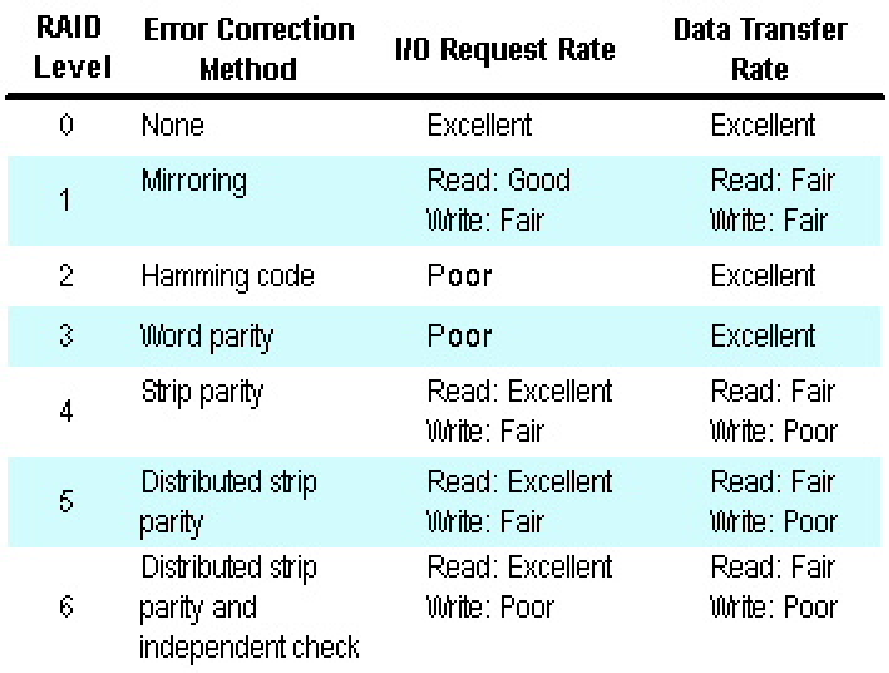 RAID Level Error Correction Method I/O Request Rate Data Transfer Rate
0 None Excellent Excellent
1 Mirroring Read: Good Read: Fair
Write: Fair Write: Fair
2 Hamming code Poor Excellent
3 Word parity Poor Excellent
4 Strip parity Read: Excellent Read: Fair
Write: Fair Write: Poor
5 Distributed strip Read: Excellent Read: Fair
parity Write: Fair Write: Poor
6 Distributed strip Read: Excellent Read: Fair
parity and Write: Poor Write: Poor
independent check